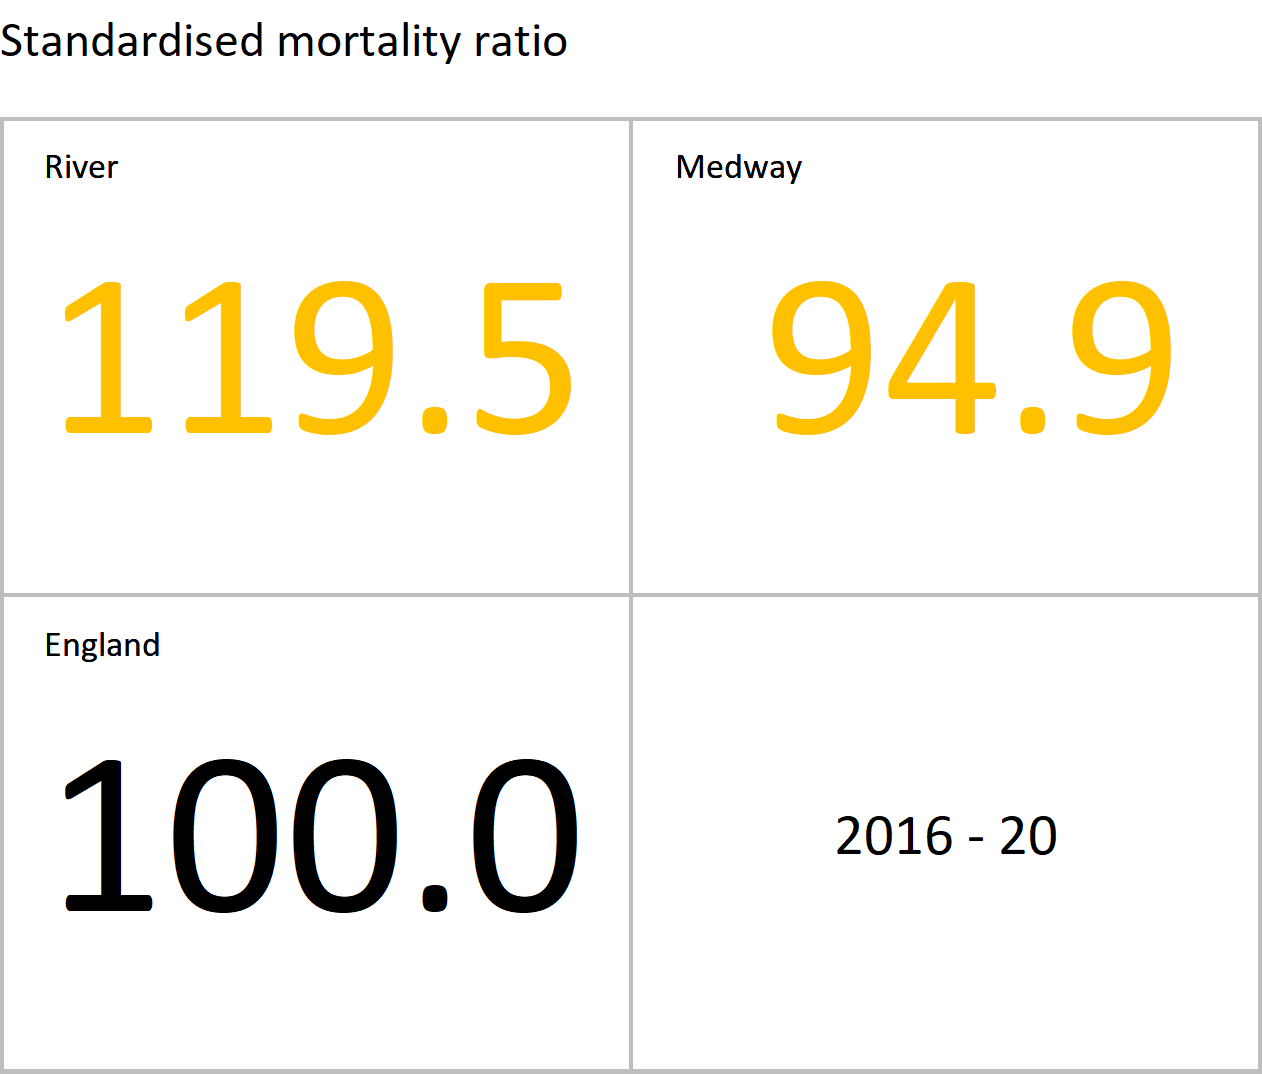 Standardised mortality ratio
River
Medway
119.5
94.9
England
100.0
2016 - 20